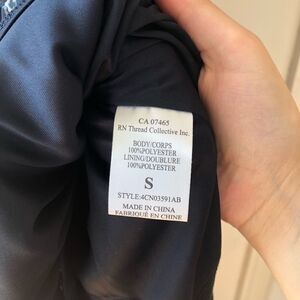 CA 07465
RN Thread Collective Inc.
BODY/CORPS
100%POLYESTER
LINING/DOUBLURE
100%POLYESTER
S
STYLE:4CN03591AB
MADE IN CHINA
FABRIQUÉ EN CHINE